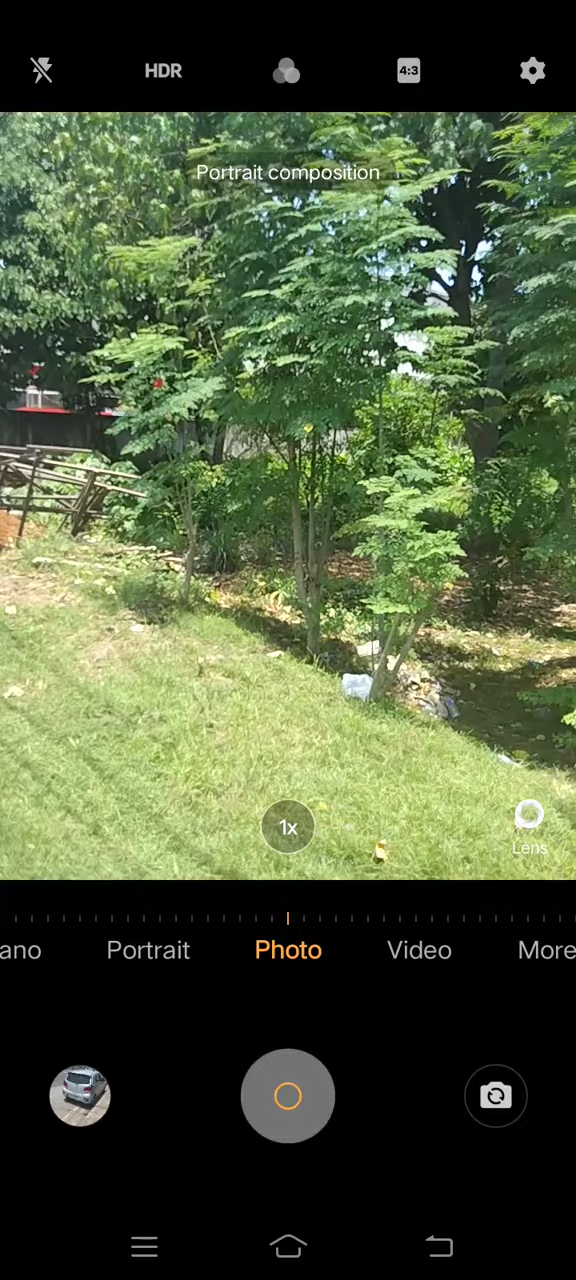 HDR
4:3
Portrait composition
1x
Lens
ano
Portrait
Photo
Video
More